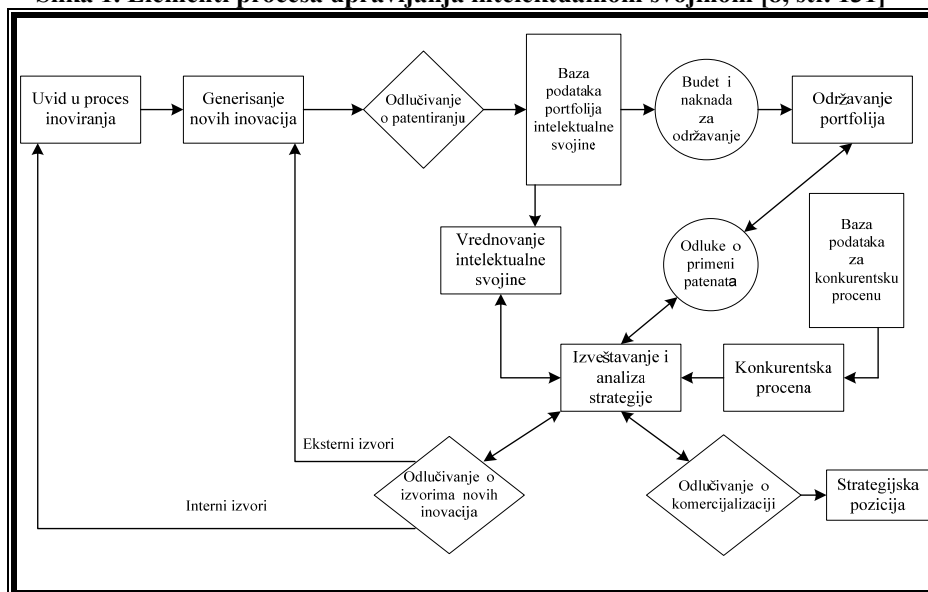 Slika 1. Elementi procesa upravljanja intelektualnom svojinom [8, str. 151]
Uvid u proces
inoviranja
Generisanje
novih inovacija
Odlučivanje
o patentiranju
Baza
podataka
portfolija
intelektualne
svojine
Budet i
naknada
za
održavanje
Održavanje
portfolija
Vrednovanje
intelektualne
svojine
Odluke o
primeni
patenata
Baza
podataka
za
konkurentsku
procenu
Izveštavanje i
analiza
strategije
Konkurentska
procena
Eksterni izvori
Interni izvori
Odlučivanje o
izvorima novih
inovacija
Odlučivanje o
komercijalizaciji
Strategijska
pozicija